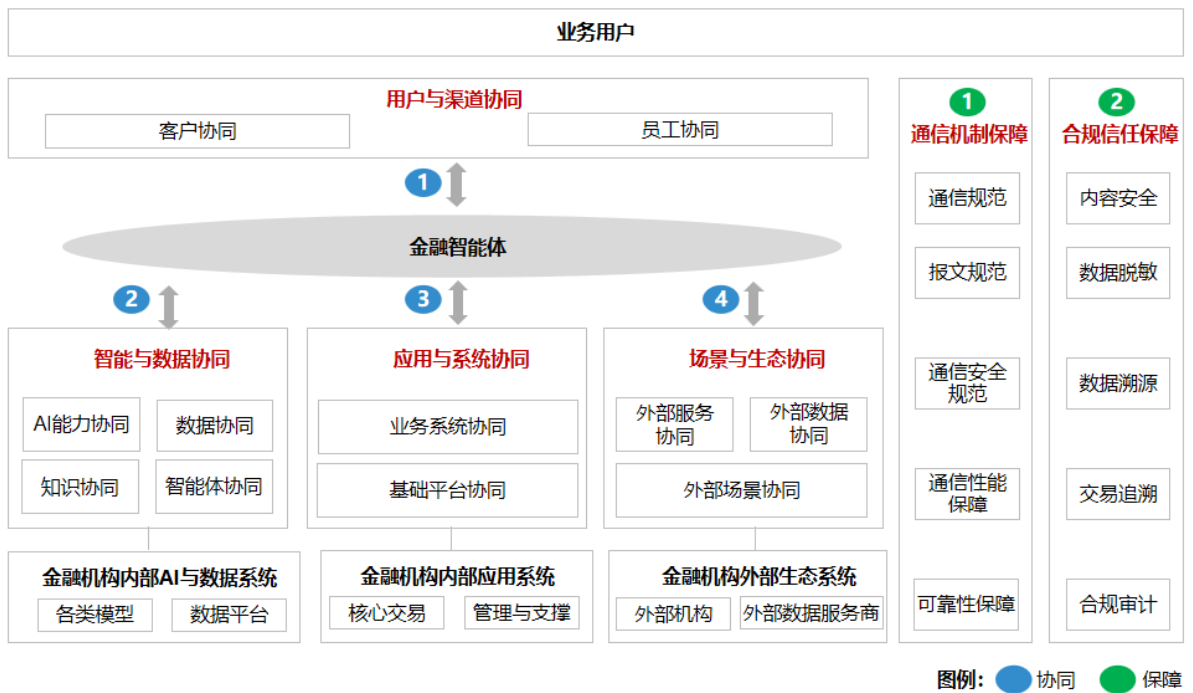 业务用户
用户与渠道协同
客户协同
员工协同
1
金融智能体
2
3
4
智能与数据协同
AI能力协同
数据协同
知识协同
智能体协同
应用与系统协同
业务系统协同
基础平台协同
场景与生态协同
外部服务
协同
外部数据
协同
外部场景协同
金融机构内部AI与数据系统
各类模型
数据平台
金融机构内部应用系统
核心交易
管理与支撑
金融机构外部生态系统
外部机构
外部数据服务商
1
通信机制保障
通信规范
报文规范
通信安全
规范
通信性能
保障
可靠性保障
2
合规信任保障
内容安全
数据脱敏
数据溯源
交易追溯
合规审计
图例：
协同
保障